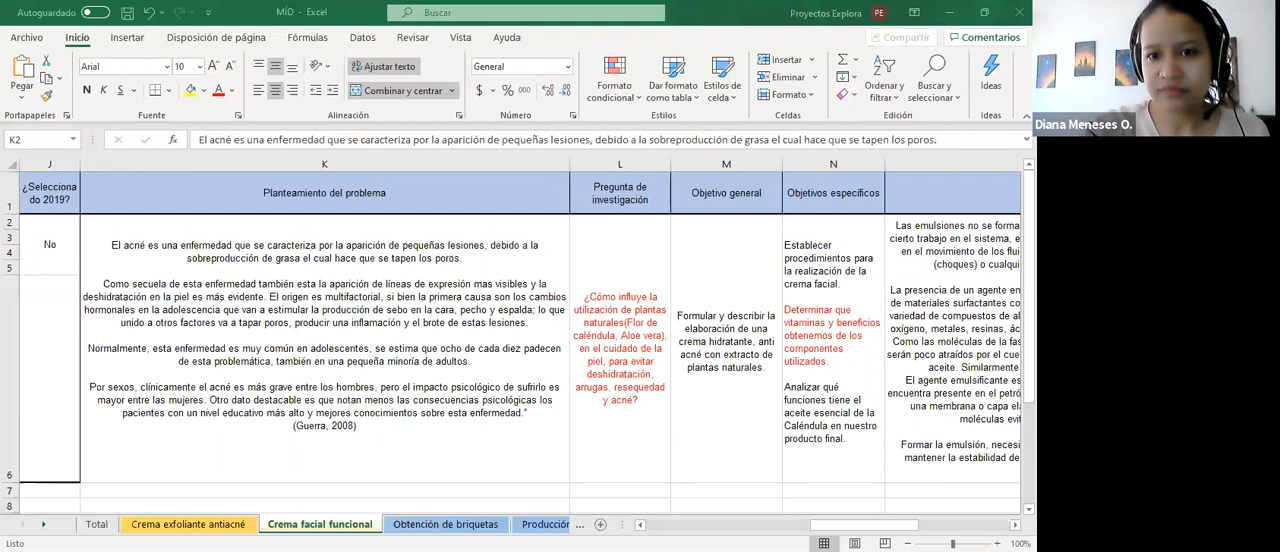 Autoguardado
MÍO - Excel
Buscar
Proyectos Explora
PE
Archivo Inicio Insertar Disposición de página Fórmulas Datos Revisar Vista Ayuda
Compartir
Comentarios
Pegar
Portapapeles
Arial
10
N K S
Fuente
Ajustar texto
Combinar y centrar
Alineación
General
$ % 000
Número
Formato
condicional
Dar formato
como tabla
Estilos de
celda
Estilos
Insertar
Eliminar
Formato
Celdas
Ordenar y
filtrar
Buscar y
seleccionar
Edición
Ideas
Ideas
Diana Meneses O.
K2
El acné es una enfermedad que se caracteriza por la aparición de pequeñas lesiones, debido a la sobreproducción de grasa el cual hace que se tapen los poros.
J K L M N
1
¿Selecciona
do 2019?
Planteamiento del problema
Pregunta de
investigación
Objetivo general
Objetivos específicos
2
3
4
5
6
7
8
No
El acné es una enfermedad que se caracteriza por la aparición de pequeñas lesiones, debido a la
sobreproducción de grasa el cual hace que se tapen los poros.
Como secuela de esta enfermedad también esta la aparición de líneas de expresión mas visibles y la
deshidratación en la piel es más evidente. El origen es multifactorial, si bien la primera causa son los cambios
hormonales en la adolescencia que van a estimular la producción de sebo en la cara, pecho y espalda; lo que
unido a otros factores va a tapar poros, producir una inflamación y el brote de estas lesiones.
Normalmente, esta enfermedad es muy común en adolescentes, se estima que ocho de cada diez padecen
de esta problemática, también en una pequeña minoría de adultos.
Por sexos, clínicamente el acné es más grave entre los hombres, pero el impacto psicológico de sufrirlo es
mayor entre las mujeres. Otro dato destacable es que notan menos las consecuencias psicológicas los
pacientes con un nivel educativo más alto y mejores conocimientos sobre esta enfermedad."
(Guerra, 2008)
¿Cómo influye la
utilización de plantas
naturales(Flor de
caléndula, Aloe vera),
en el cuidado de la
piel, para evitar
deshidratación,
arrugas, resequedad
y acné?
Formular y describir la
elaboración de una
crema hidratante, anti
acné con extracto de
plantas naturales.
Establecer
procedimientos para
la realización de la
crema facial.
Determinar que
vitaminas y beneficios
obtenemos de los
componentes
utilizados.
Analizar qué
funciones tiene el
aceite esencial de la
Caléndula en nuestro
producto final.
Las emulsiones no se forma
cierto trabajo en el sistema, e
en el movimiento de los flui
(choques) o cualqui
La presencia de un agente en
de materiales surfactantes co
variedad de compuestos de al
oxígeno, metales, resinas, ác
Como las moléculas de la fas
serán poco atraídos por el cue
aceite. Similarmente
El agente emulsificante es
encuentra presente en el petró
una membrana o capa ela
moléculas evit
Formar la emulsión, necesi
mantener la estabilidad de
Total
Crema exfoliante antiacné
Crema facial funcional
Obtención de briquetas
Producción
...
Listo
100%